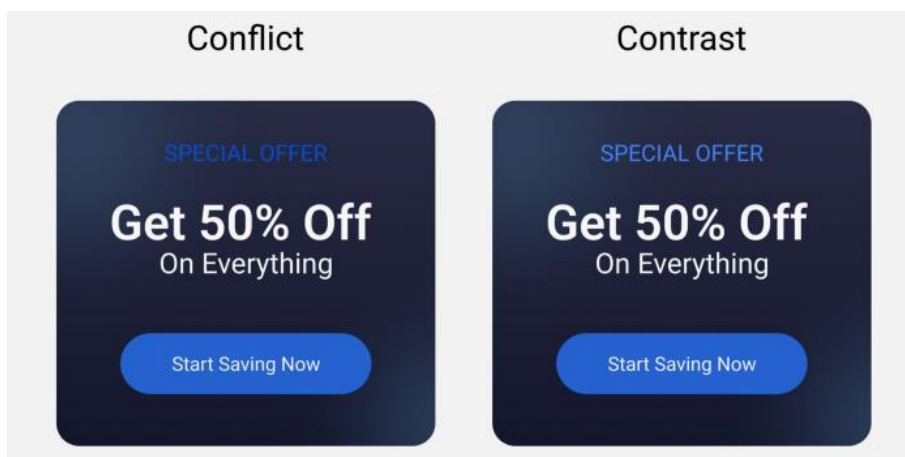 Conflict
Contrast
SPECIAL OFFER
Get 50% Off
On Everything
Start Saving Now
SPECIAL OFFER
Get 50% Off
On Everything
Start Saving Now